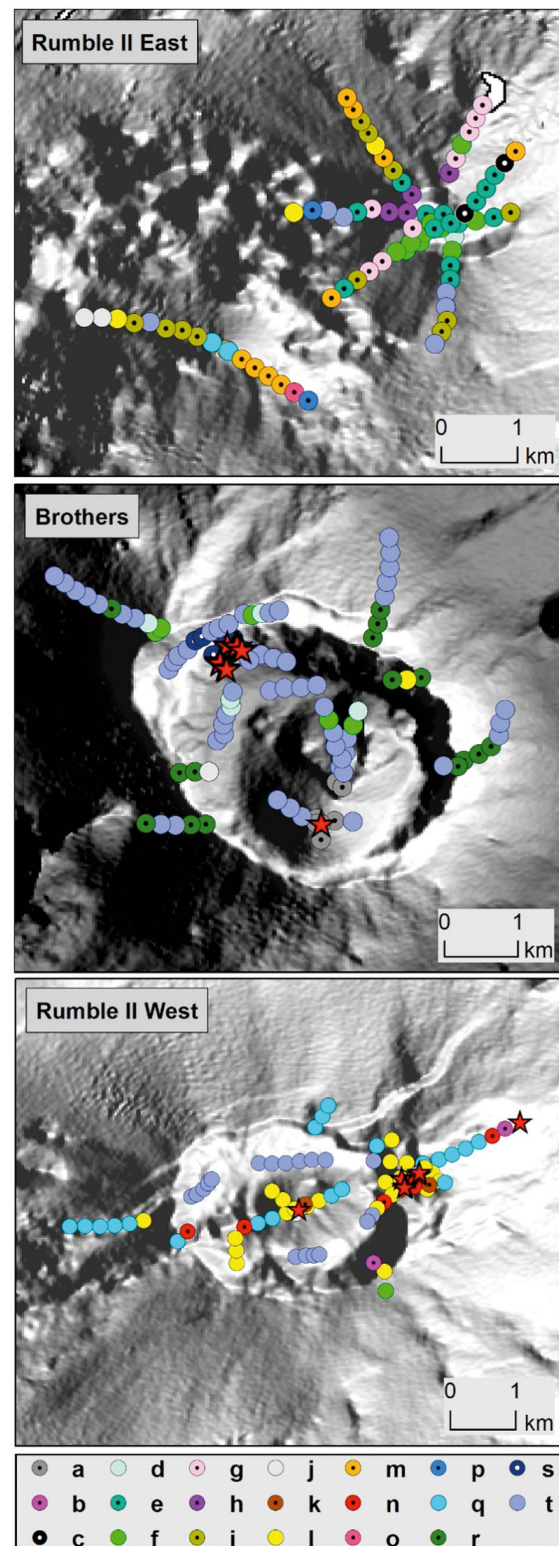 Rumble II East
0 1
km
Brothers
0 1
km
Rumble II West
0 1
km
a d g j m p s
b e h k n q t
c f i l o r